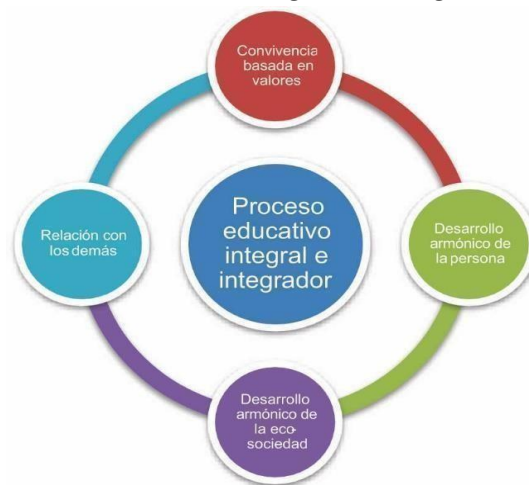 Convivencia
basada en
valores
Proceso
educativo
integral e
integrador
Relación con
los demás
Desarrollo
armónico de
la persona
Desarrollo
armónico de
la eco-
sociedad